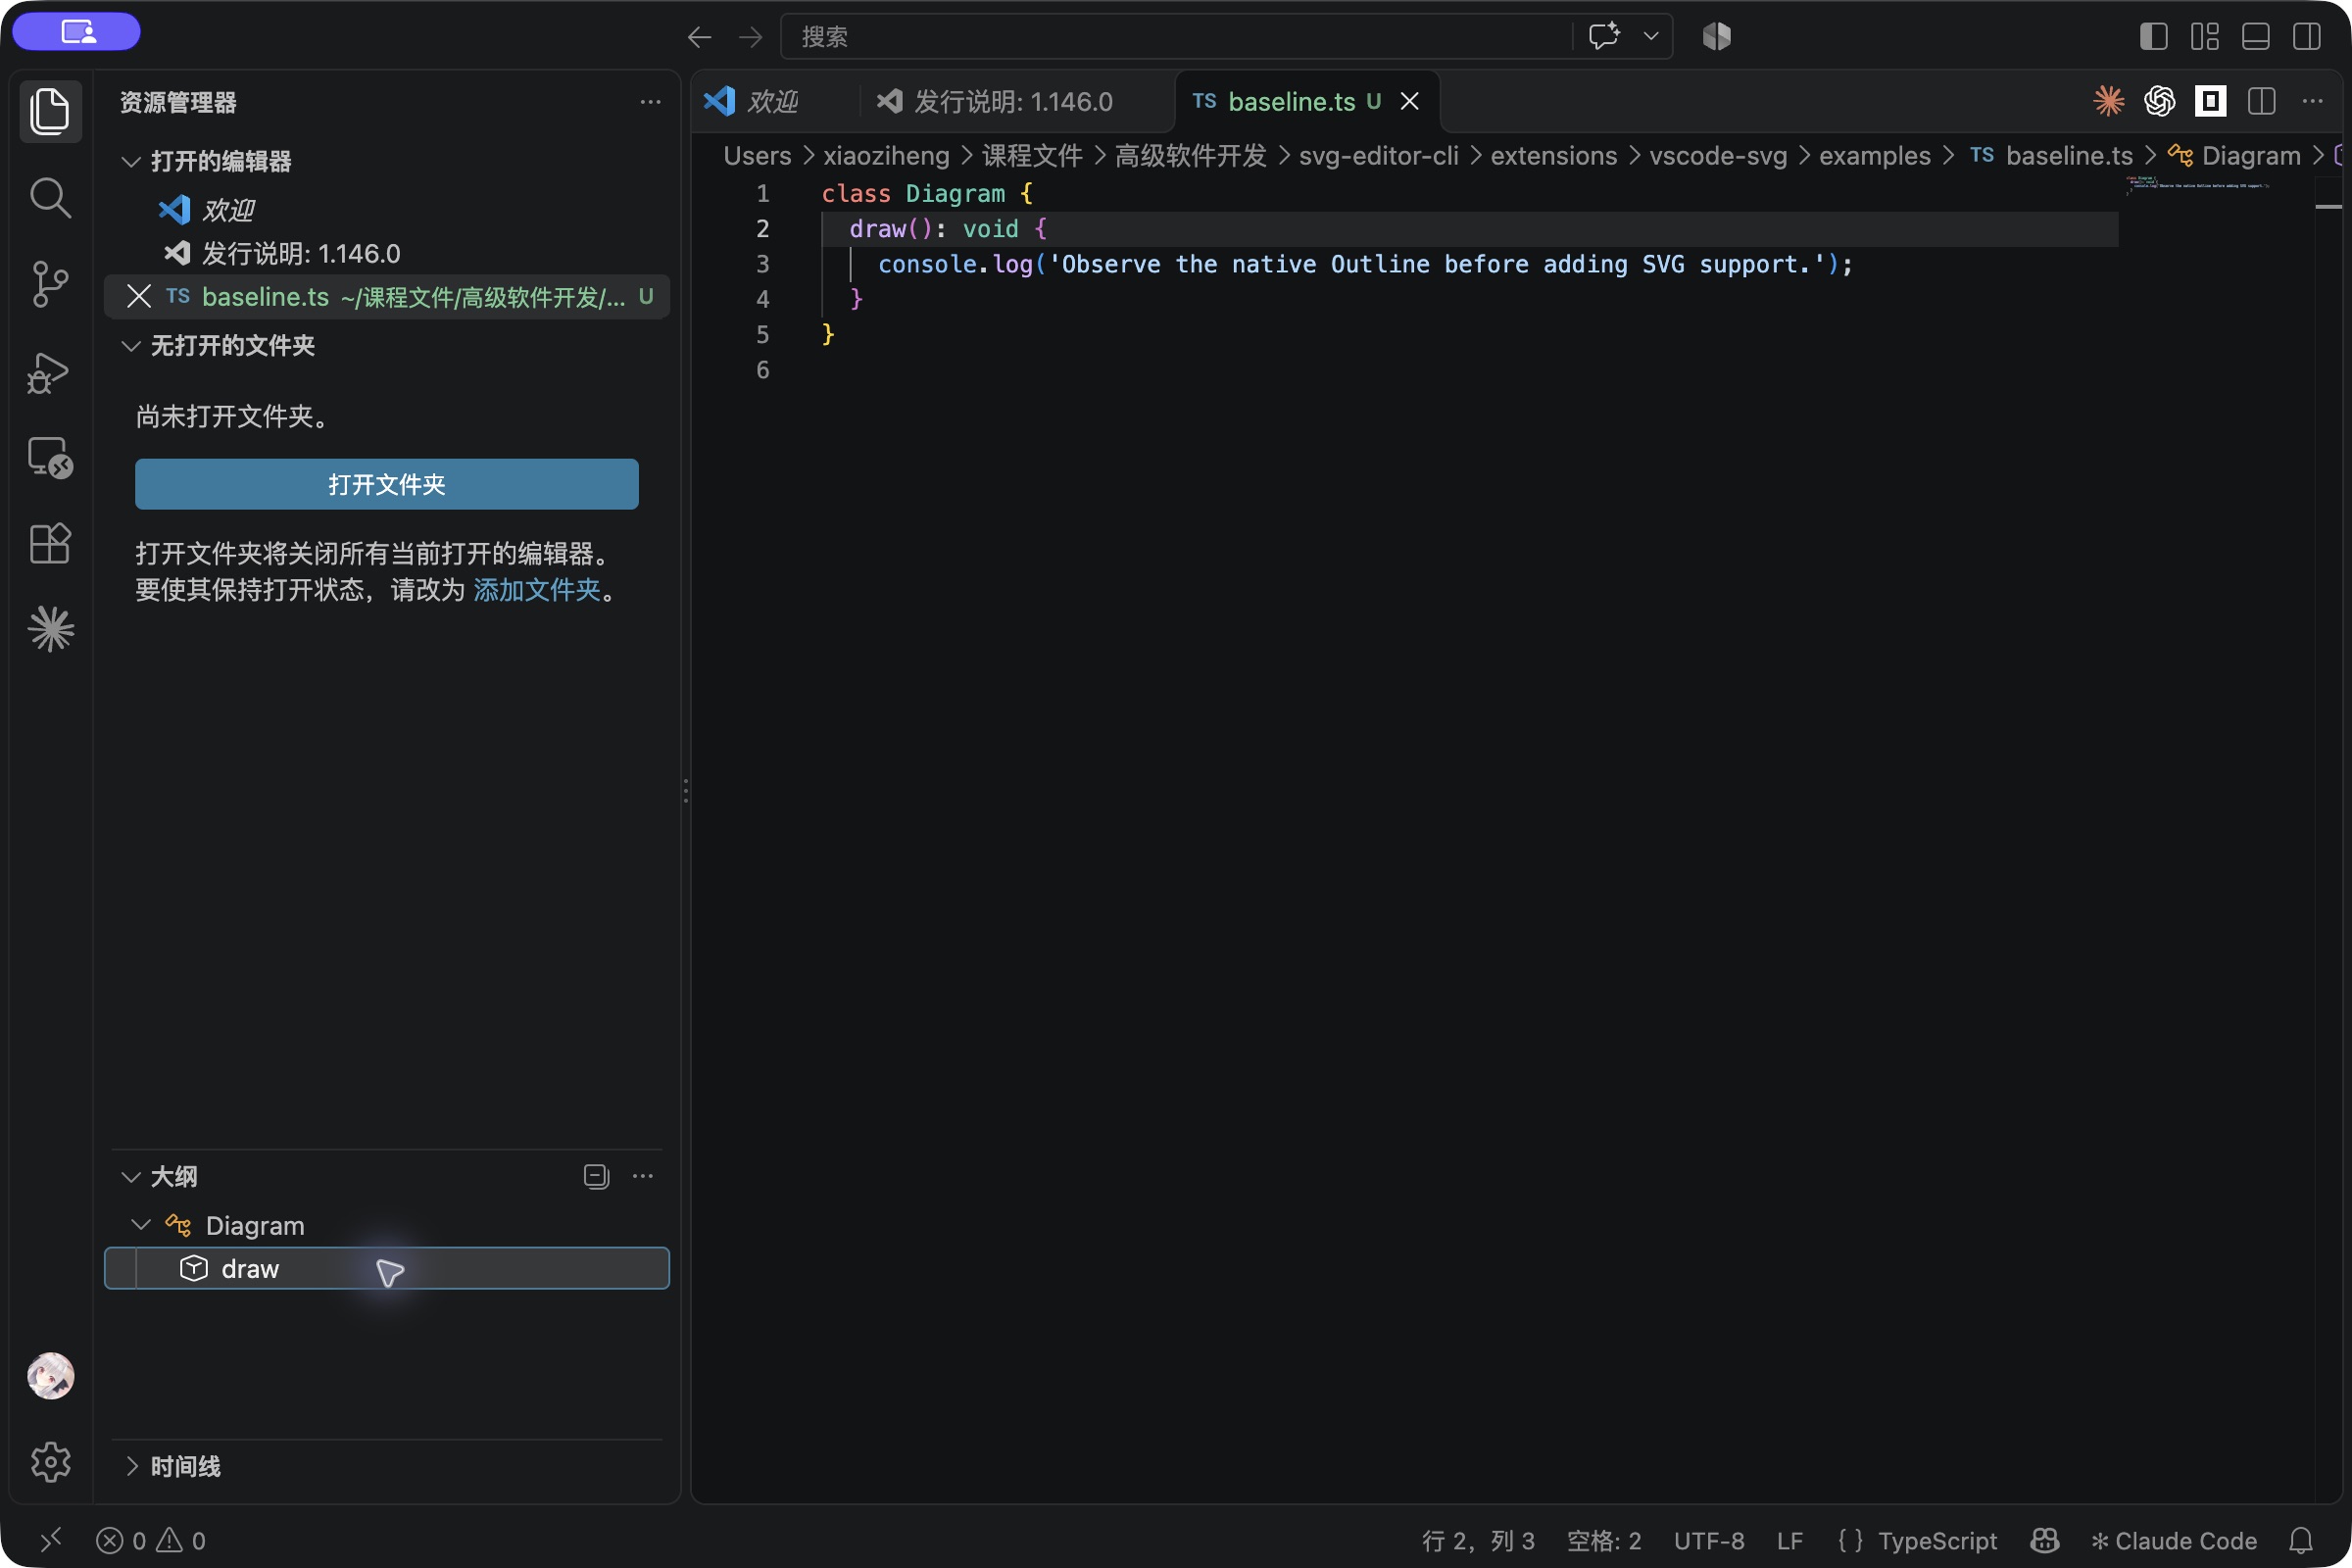 搜索
资源管理器
打开的编辑器
欢迎
发行说明: 1.146.0
TS baseline.ts ~/课程文件/高级软件开发/... U
无打开的文件夹
尚未打开文件夹。
打开文件夹
打开文件夹将关闭所有当前打开的编辑器。
要使其保持打开状态，请改为 添加文件夹。
大纲
Diagram
draw
时间线
欢迎
发行说明: 1.146.0
TS baseline.ts U
Users > xiaoziheng > 课程文件 > 高级软件开发 > svg-editor-cli > extensions > vscode-svg > examples > TS baseline.ts > Diagram >
1 class Diagram {
2 draw(): void {
3 console.log('Observe the native Outline before adding SVG support.');
4 }
5 }
6
0 0
行 2，列 3 空格: 2 UTF-8 LF { } TypeScript Claude Code